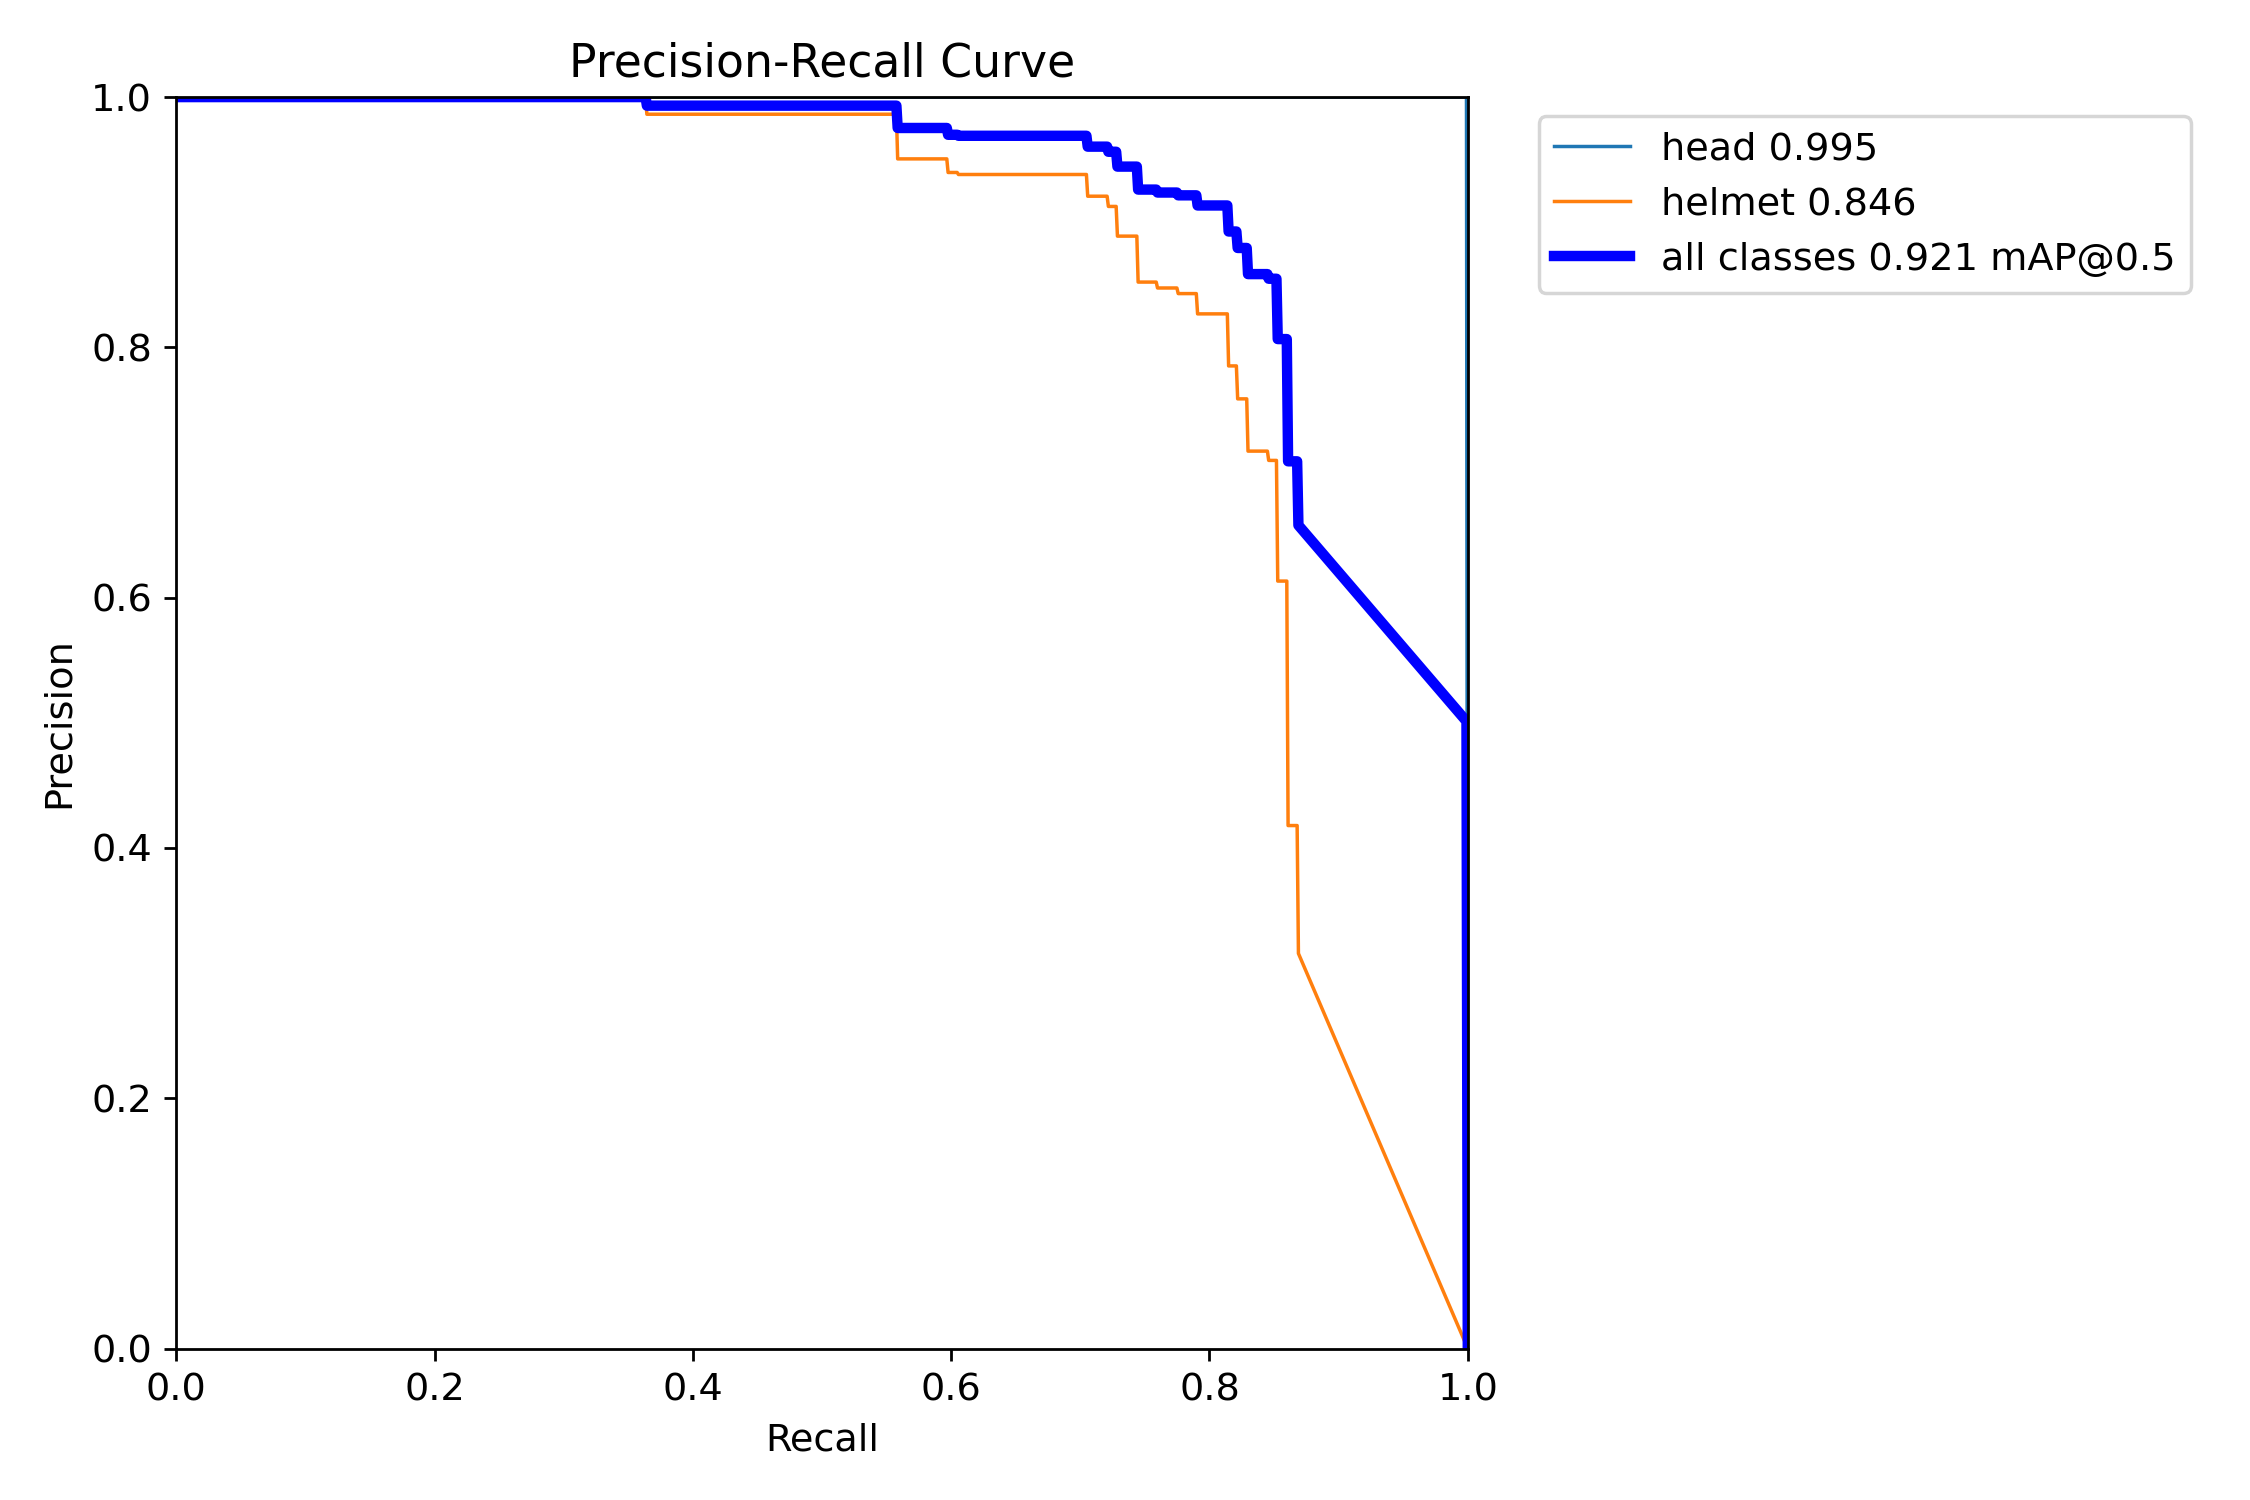 Precision-Recall Curve
1.0
0.8
0.6
0.4
0.2
0.0
Precision
0.0 0.2 0.4 0.6 0.8 1.0
Recall
head 0.995
helmet 0.846
all classes 0.921 mAP@0.5